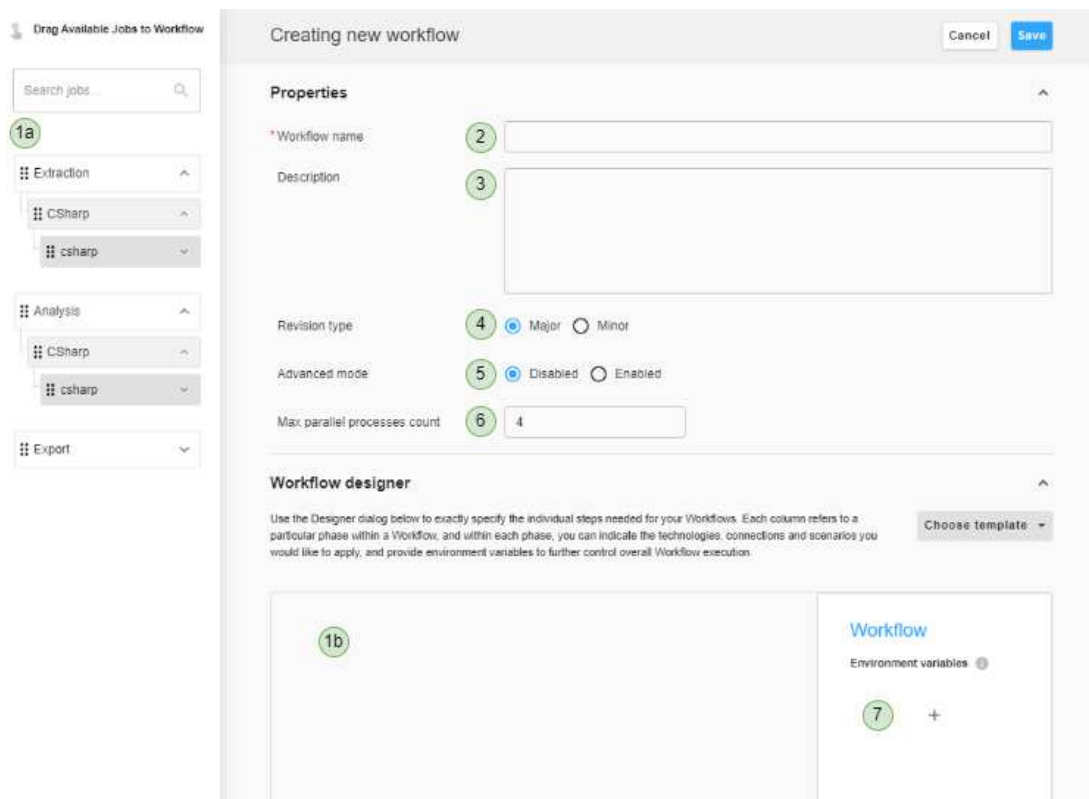 Drag Available Jobs to Workflow
Search jobs...
1a
Extraction
CSharp
csharp
Analysis
CSharp
csharp
Export
Creating new workflow
Cancel
Save
Properties
* Workflow name
2
Description
3
Revision type
4
Major
Minor
Advanced mode
5
Disabled
Enabled
Max parallel processes count
6
4
Workflow designer
Use the Designer dialog below to exactly specify the individual steps needed for your Workflows. Each column refers to a
particular phase within a Workflow, and within each phase, you can indicate the technologies, connections and scenarios you
would like to apply, and provide environment variables to further control overall Workflow execution
Choose template
1b
Workflow
Environment variables
7
+